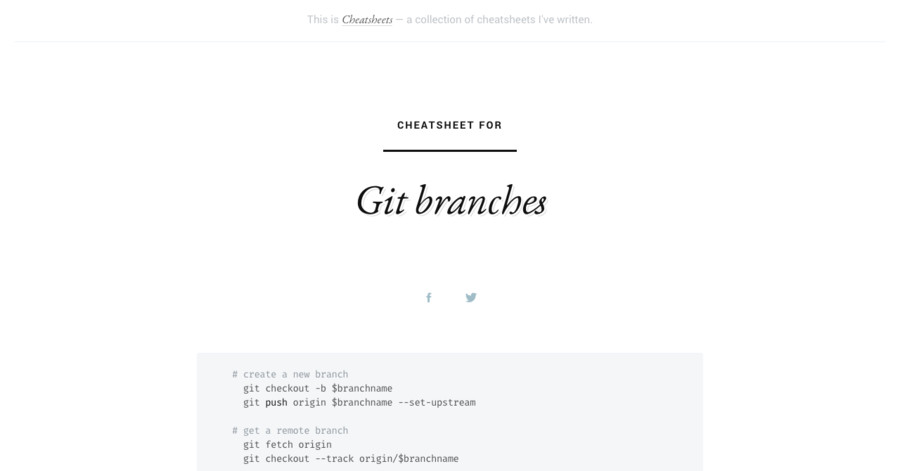 This is Cheatsheets — a collection of cheatsheets I've written.
CHEATSHEET FOR
Git branches
# create a new branch
git checkout -b $branchname
git push origin $branchname --set-upstream
# get a remote branch
git fetch origin
git checkout --track origin/$branchname